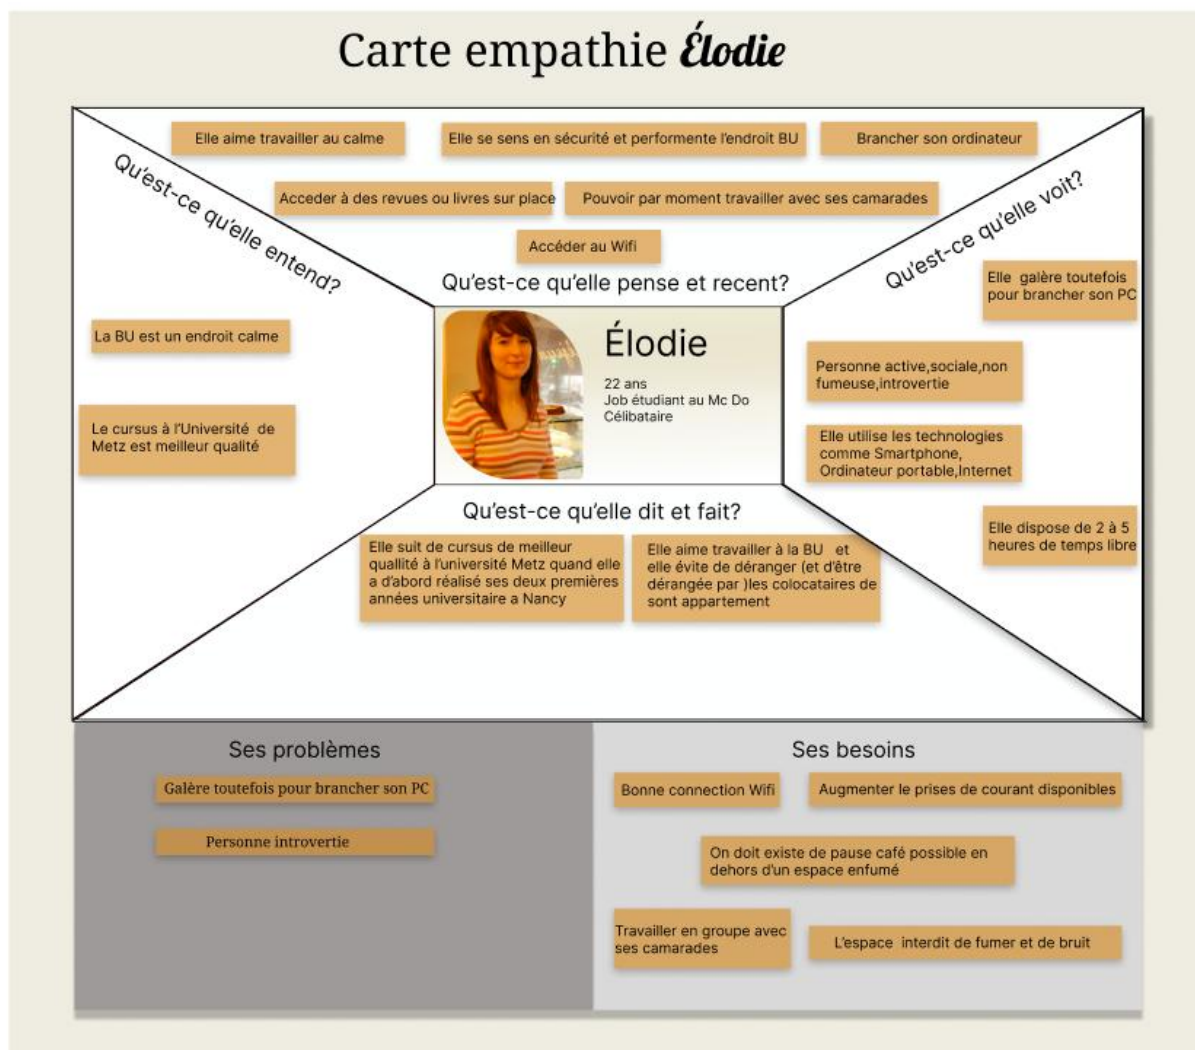 Carte empathie Élodie
Elle aime travailler au calme
Elle se sens en sécurité et performente l'endroit BU
Brancher son ordinateur
Acceder à des revues ou livres sur place
Pouvoir par moment travailler avec ses camarades
Accéder au Wifi
Qu'est-ce qu'elle pense et recent?
Qu'est-ce qu'elle entend?
La BU est un endroit calme
Le cursus à l'Université de
Metz est meilleur qualité
Élodie
22 ans
Job étudiant au Mc Do
Célibataire
Qu'est-ce qu'elle voit?
Elle galère toutefois
pour brancher son PC
Personne active,sociale,non
fumeuse,introvertie
Elle utilise les technologies
comme Smartphone,
Ordinateur portable,Internet
Elle dispose de 2 à 5
heures de temps libre
Qu'est-ce qu'elle dit et fait?
Elle suit de cursus de meilleur
quallité à l'université Metz quand elle
a d'abord réalisé ses deux premières
années universitaire a Nancy
Elle aime travailler à la BU et
elle évite de déranger (et d'être
dérangée par )les colocataires de
sont appartement
Ses problèmes
Galère toutefois pour brancher son PC
Personne introvertie
Ses besoins
Bonne connection Wifi
Augmenter le prises de courant disponibles
On doit existe de pause café possible en
dehors d'un espace enfumé
Travailler en groupe avec
ses camarades
L'espace interdit de fumer et de bruit